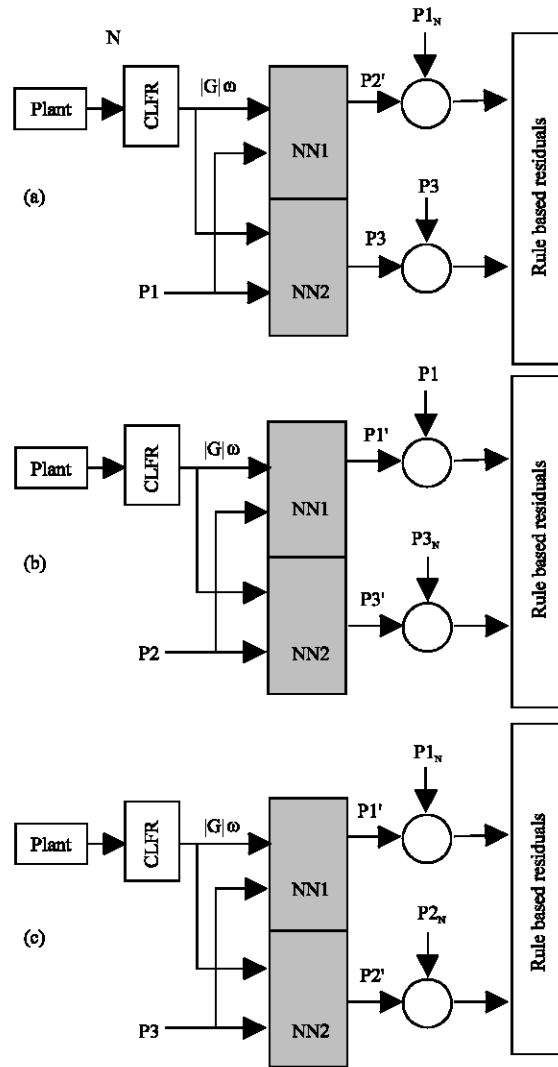 N
P1N
Plant
CLFR
|G|ω
P2'
NN1
(a)
P3
P3
NN2
P1
Rule based residuals
P1
Plant
CLFR
|G|ω
P1'
NN1
(b)
P3N
P3'
P2
NN2
Rule based residuals
P1N
Plant
CLFR
|G|ω
P1'
NN1
(c)
P2N
P2'
P3
NN2
Rule based residuals